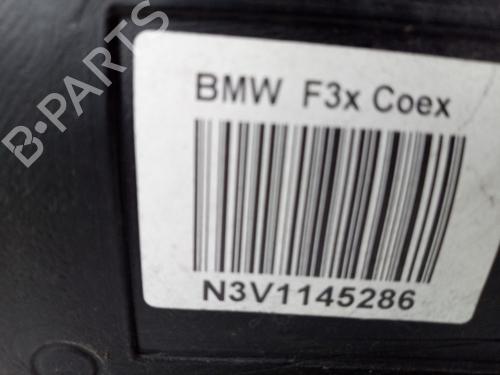 B-PARTS
BMW F3x Coex
N3V1145286